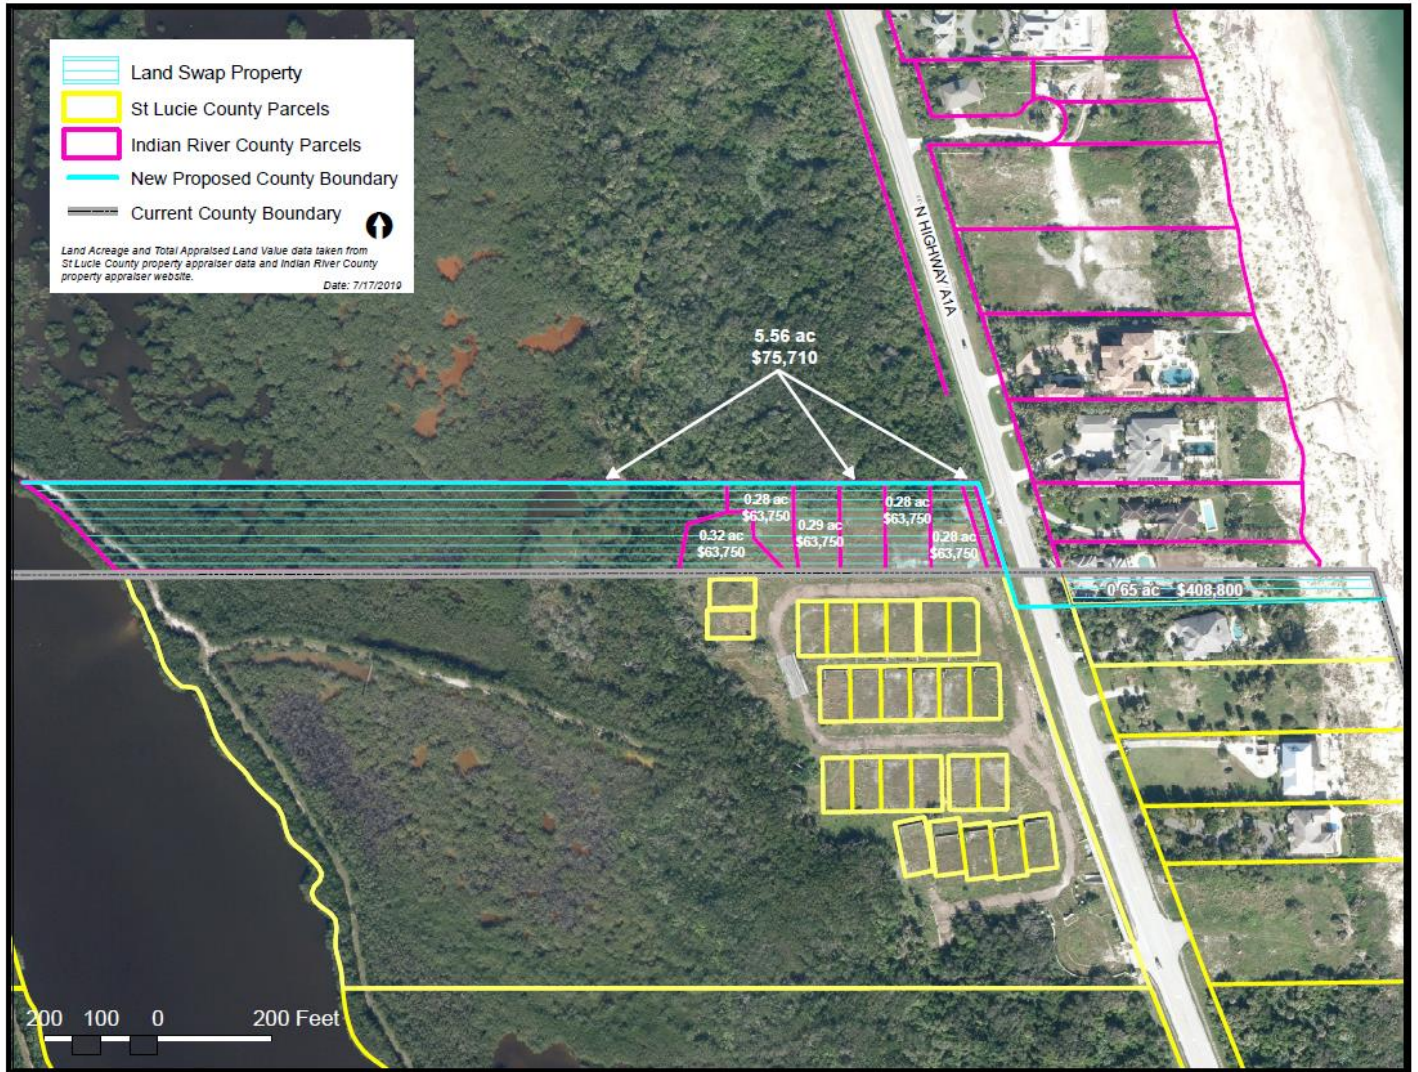 Land Swap Property
St Lucie County Parcels
Indian River County Parcels
New Proposed County Boundary
Current County Boundary
Land Acreage and Total Appraised Land Value data taken from
St Lucie County property appraiser data and Indian River County
property appraiser website.
Date: 7/17/2019
N HIGHWAY A1A
5.56 ac
$75,710
0.28 ac
$63,750
0.28 ac
$63,750
0.29 ac
$63,750
0.32 ac
$63,750
0.28 ac
$63,750
0.65 ac $408,800
200 100 0 200 Feet